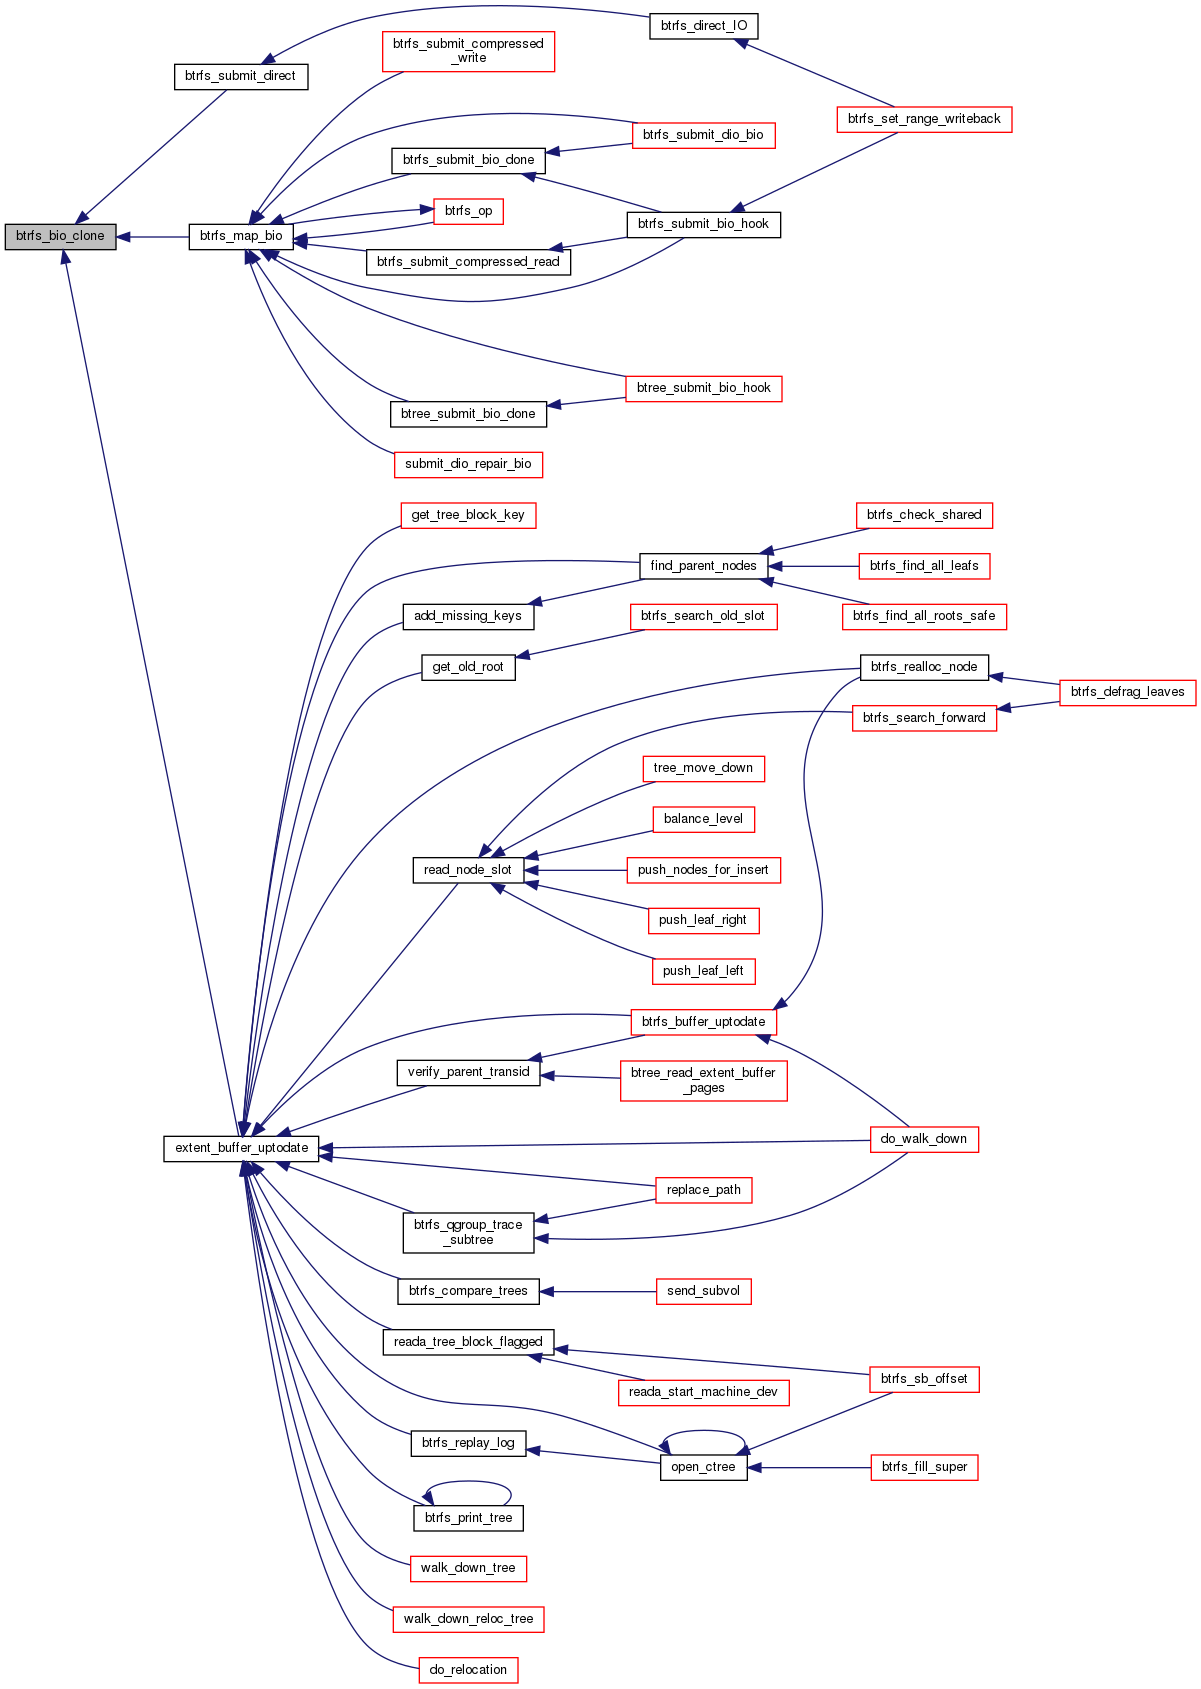 btrfs_direct_IO
btrfs_submit_compressed
_write
btrfs_submit_direct
btrfs_set_range_writeback
btrfs_submit_dio_bio
btrfs_submit_bio_done
btrfs_op
btrfs_submit_bio_hook
btrfs_bio_clone
btrfs_map_bio
btrfs_submit_compressed_read
btree_submit_bio_hook
btree_submit_bio_done
submit_dio_repair_bio
get_tree_block_key
btrfs_check_shared
find_parent_nodes
btrfs_find_all_leafs
add_missing_keys
btrfs_search_old_slot
btrfs_find_all_roots_safe
get_old_root
btrfs_realloc_node
btrfs_defrag_leaves
btrfs_search_forward
tree_move_down
balance_level
read_node_slot
push_nodes_for_insert
push_leaf_right
push_leaf_left
btrfs_buffer_uptodate
verify_parent_transid
btree_read_extent_buffer
_pages
do_walk_down
extent_buffer_uptodate
replace_path
btrfs_qgroup_trace
_subtree
btrfs_compare_trees
send_subvol
reada_tree_block_flagged
btrfs_sb_offset
reada_start_machine_dev
btrfs_replay_log
open_ctree
btrfs_fill_super
btrfs_print_tree
walk_down_tree
walk_down_reloc_tree
do_relocation